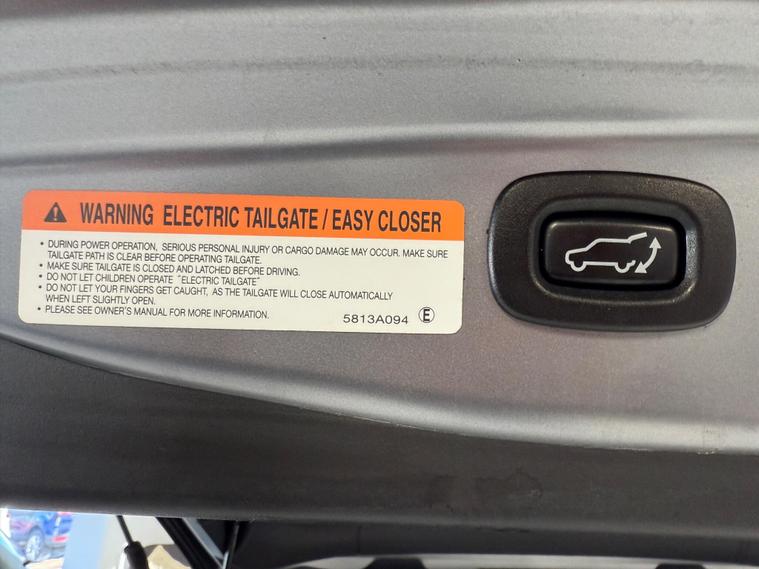 WARNING ELECTRIC TAILGATE / EASY CLOSER
• DURING POWER OPERATION, SERIOUS PERSONAL INJURY OR CARGO DAMAGE MAY OCCUR. MAKE SURE
TAILGATE PATH IS CLEAR BEFORE OPERATING TAILGATE.
• MAKE SURE TAILGATE IS CLOSED AND LATCHED BEFORE DRIVING.
• DO NOT LET CHILDREN OPERATE "ELECTRIC TAILGATE"
• DO NOT LET YOUR FINGERS GET CAUGHT, AS THE TAILGATE WILL CLOSE AUTOMATICALLY
WHEN LEFT SLIGHTLY OPEN.
• PLEASE SEE OWNER'S MANUAL FOR MORE INFORMATION.
5813A094 Ⓔ